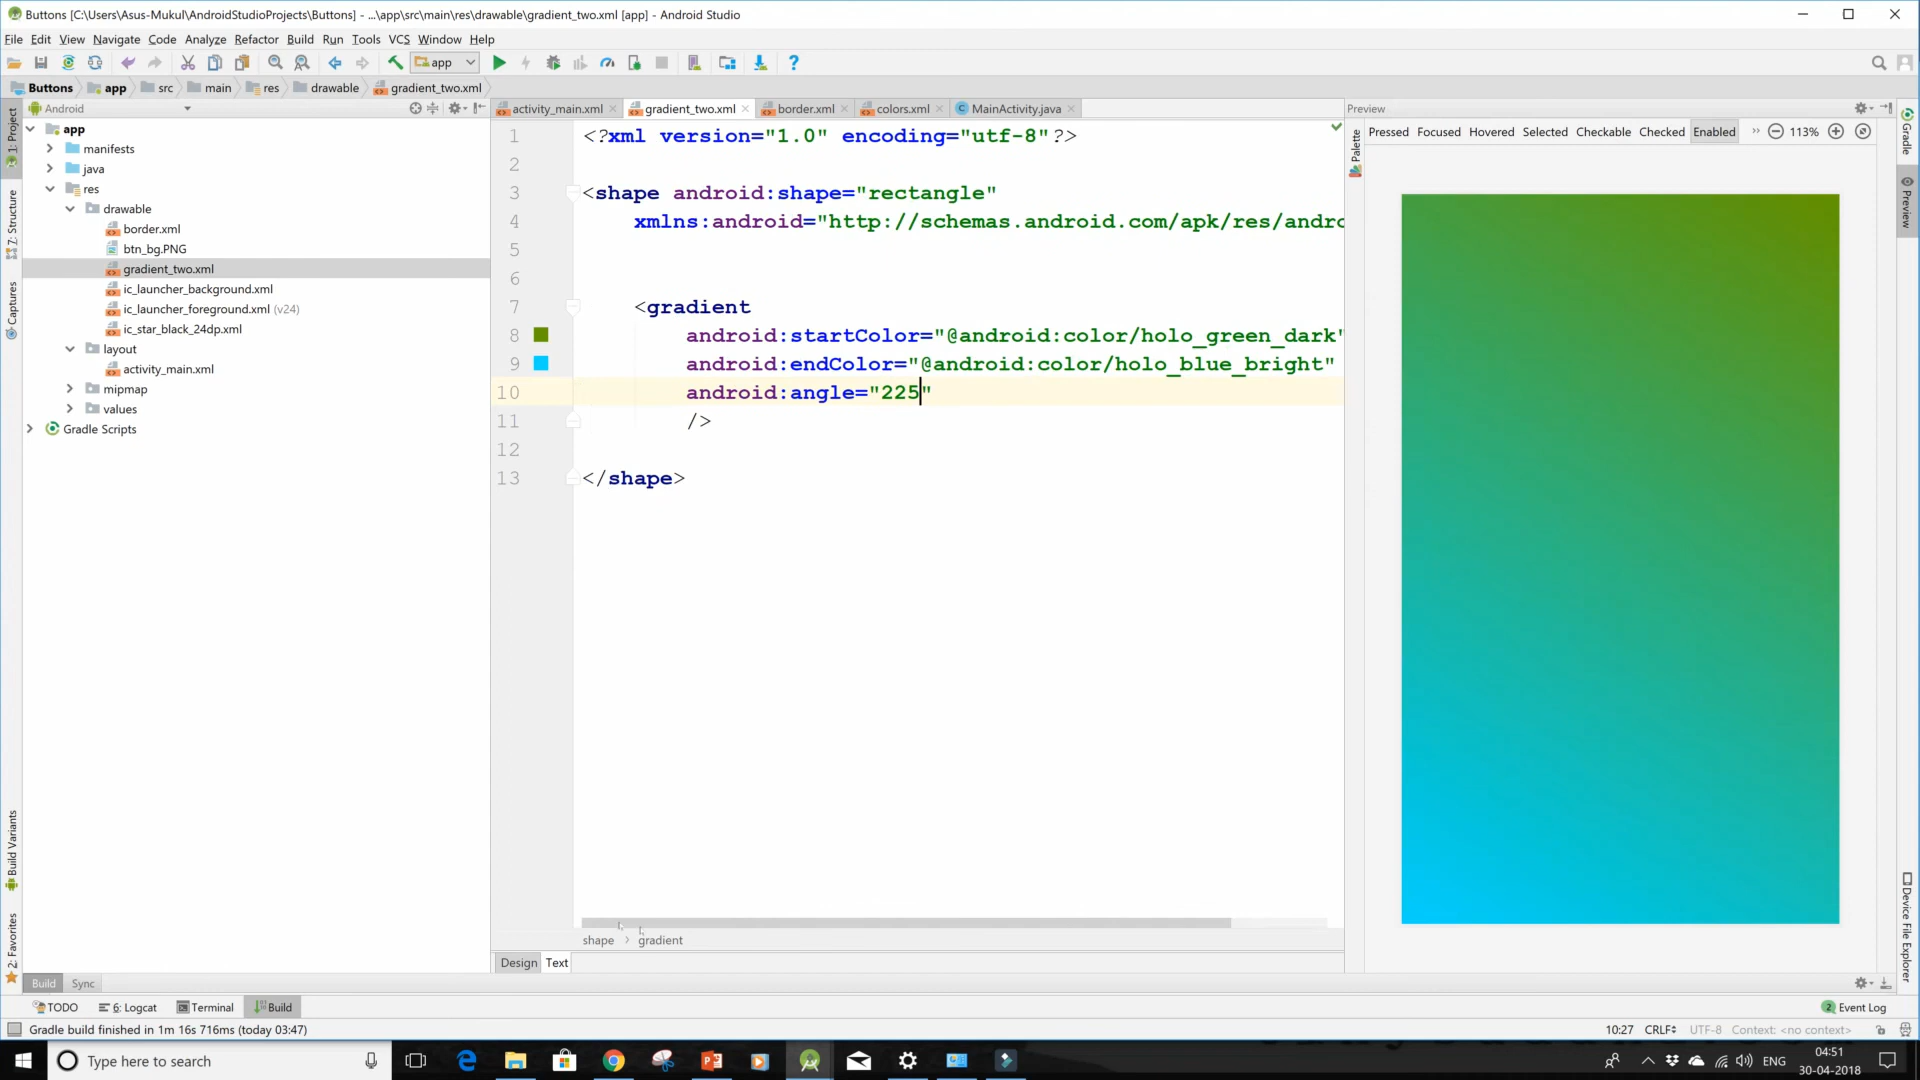 Buttons [C:\Users\Asus-Mukul\AndroidStudioProjects\Buttons] - ...\app\src\main\res\drawable\gradient_two.xml [app] - Android Studio
File Edit View Navigate Code Analyze Refactor Build Run Tools VCS Window Help
app
Buttons app src main res drawable gradient_two.xml
Android
activity_main.xml gradient_two.xml border.xml colors.xml MainActivity.java
Preview
Pressed Focused Hovered Selected Checkable Checked Enabled 113%
1: Project
Z: Structure
Captures
Build Variants
2: Favorites
app
manifests
java
res
drawable
border.xml
btn_bg.PNG
gradient_two.xml
ic_launcher_background.xml
ic_launcher_foreground.xml (v24)
ic_star_black_24dp.xml
layout
activity_main.xml
mipmap
values
Gradle Scripts
1 <?xml version="1.0" encoding="utf-8"?>
2
3 <shape android:shape="rectangle"
4 xmlns:android="http://schemas.android.com/apk/res/andro
5
6
7 <gradient
8 android:startColor="@android:color/holo_green_dark"
9 android:endColor="@android:color/holo_blue_bright"
10 android:angle="225"
11 />
12
13 </shape>
shape gradient
Design Text
Palette
Gradle
Preview
Device File Explorer
Build Sync
TODO 6: Logcat Terminal Build 2 Event Log
Gradle build finished in 1m 16s 716ms (today 03:47) 10:27 CRLF UTF-8 Context: <no context>
Type here to search
ENG
04:51
30-04-2018